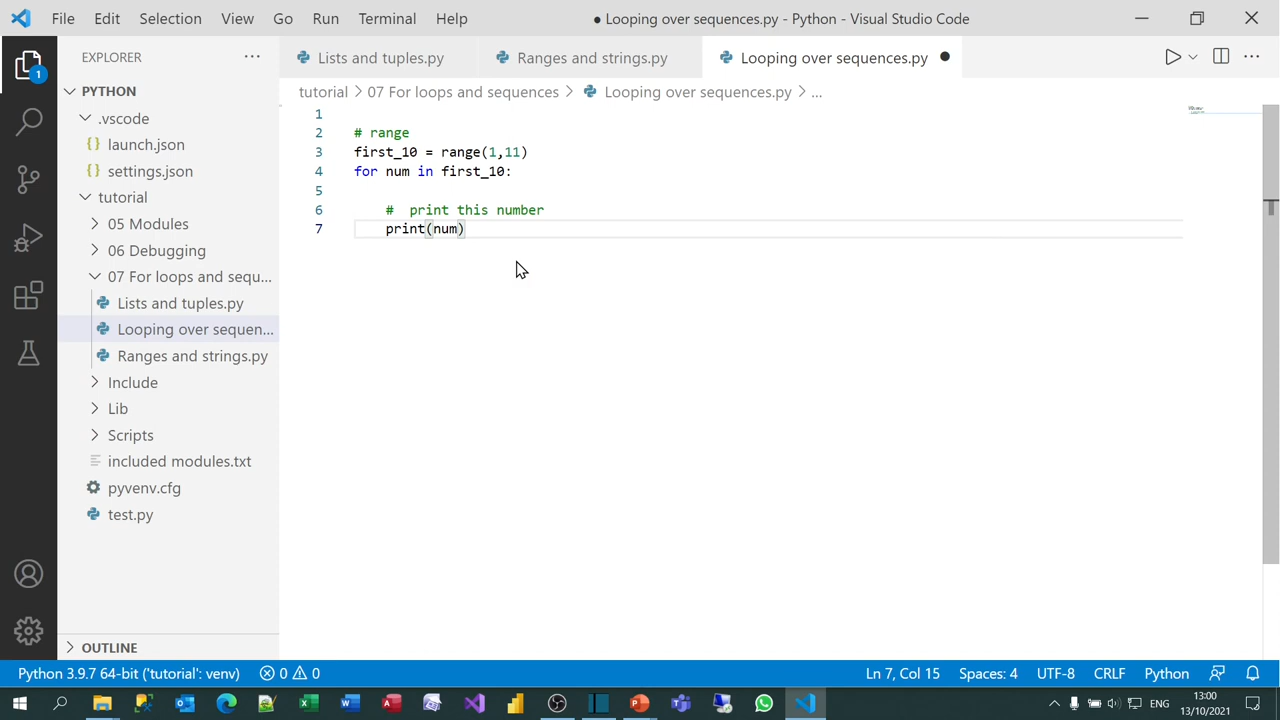 File Edit Selection View Go Run Terminal Help
● Looping over sequences.py - Python - Visual Studio Code
EXPLORER
Lists and tuples.py
Ranges and strings.py
Looping over sequences.py
PYTHON
tutorial > 07 For loops and sequences > Looping over sequences.py > ...
.vscode
launch.json
settings.json
tutorial
05 Modules
06 Debugging
07 For loops and sequ...
Lists and tuples.py
Looping over sequen...
Ranges and strings.py
Include
Lib
Scripts
included modules.txt
pyvenv.cfg
test.py
OUTLINE
1
2 # range
3 first_10 = range(1,11)
4 for num in first_10:
5
6 #  print this number
7 print(num)
1
Python 3.9.7 64-bit ('tutorial': venv) 0 0
Ln 7, Col 15 Spaces: 4 UTF-8 CRLF Python
ENG
13:00
13/10/2021